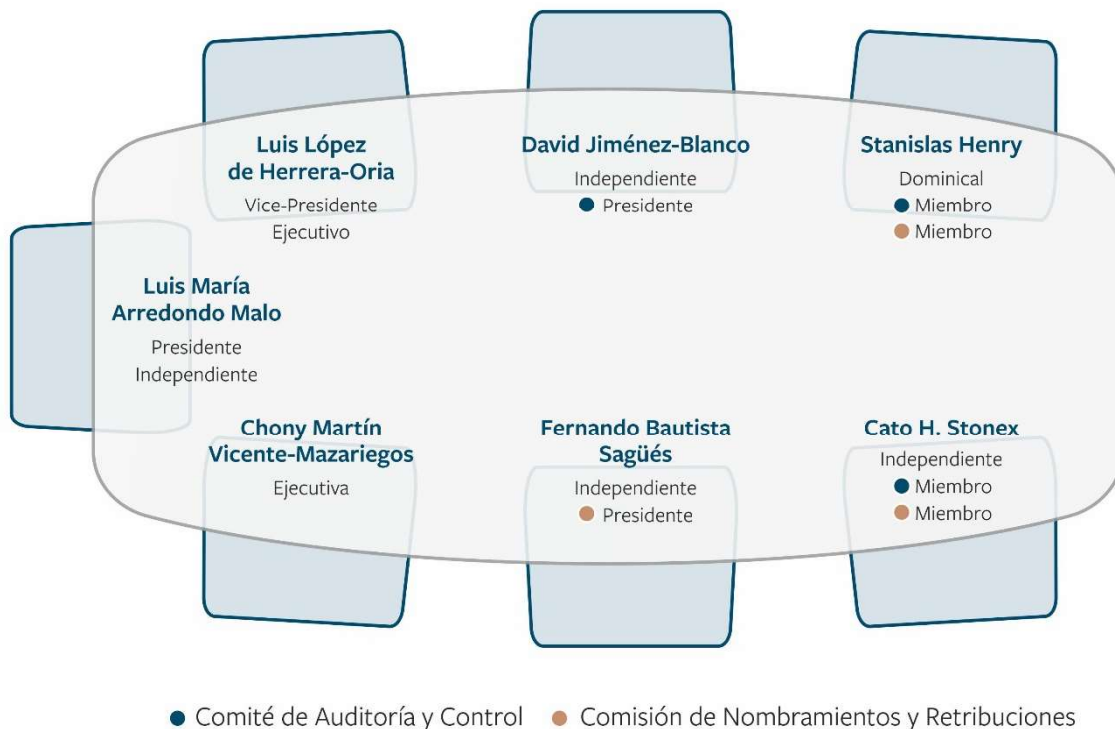 Luis López
de Herrera-Oria
Vice-Presidente
Ejecutivo
David Jiménez-Blanco
Independiente
Presidente
Stanislas Henry
Dominical
Miembro
Miembro
Luis María
Arredondo Malo
Presidente
Independiente
Chony Martín
Vicente-Mazariegos
Ejecutiva
Fernando Bautista
Sagüés
Independiente
Presidente
Cato H. Stonex
Independiente
Miembro
Miembro
Comité de Auditoría y Control
Comisión de Nombramientos y Retribuciones